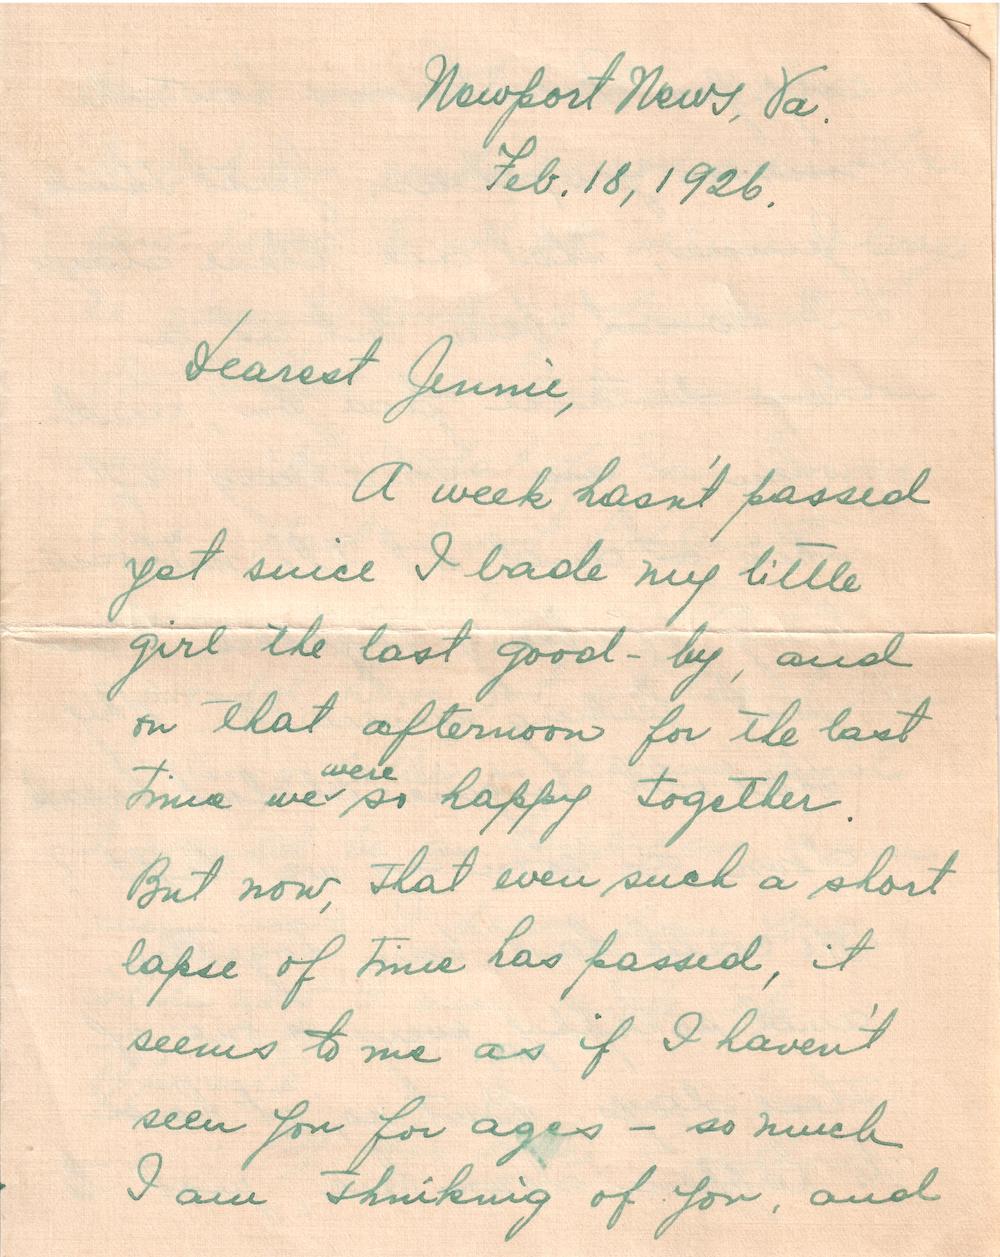 Newport News, Va.
Feb. 18, 1926.
Dearest Jennie,
A week hasn't passed
yet since I bade my little
girl the last good-by, and
on that afternoon for the last
time we were so happy together.
But now, that even such a short
lapse of time has passed, it
seems to me as if I haven't
seen you for ages - so much
I am thinking of you, and